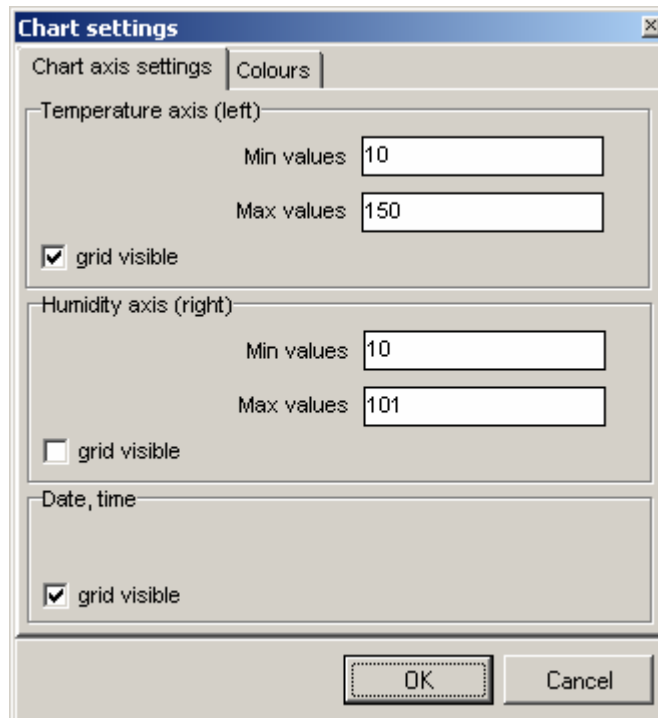 Chart settings
Chart axis settings Colours
Temperature axis (left)
Min values 10
Max values 150
grid visible
Humidity axis (right)
Min values 10
Max values 101
grid visible
Date, time
grid visible
OK Cancel